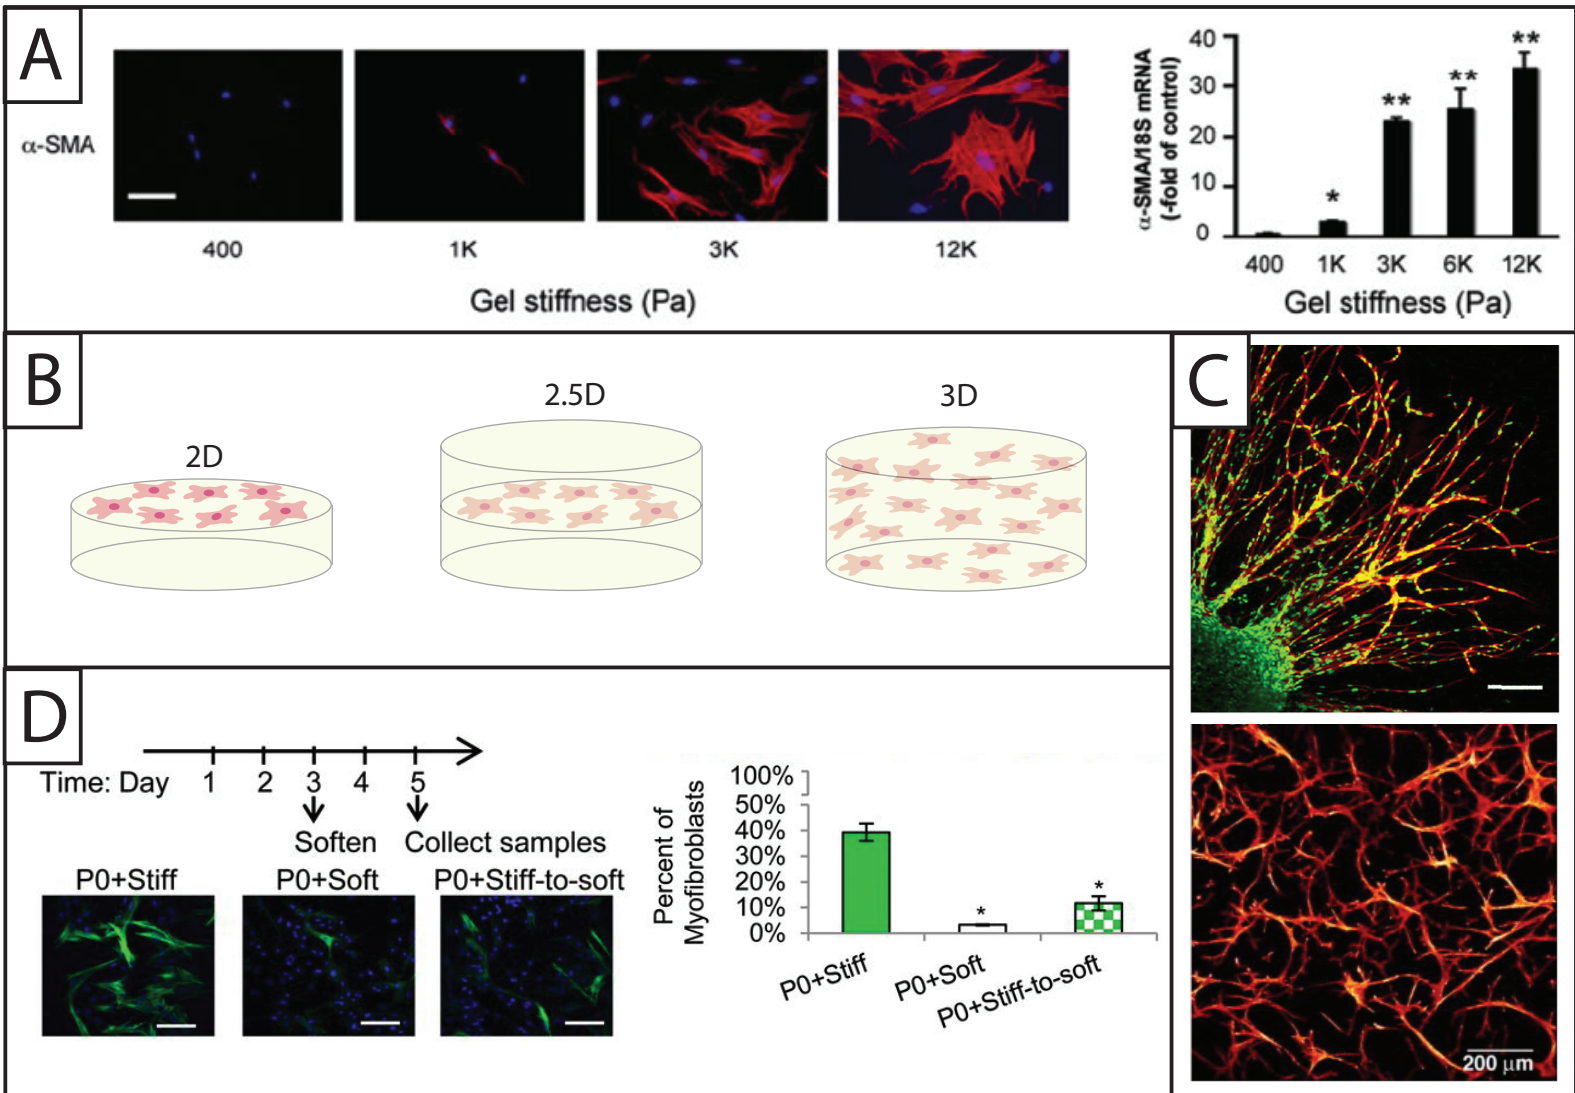 A
α-SMA
400
1K
3K
12K
Gel stiffness (Pa)
α-SMA/18S mRNA
(-fold of control)
40
30
20
10
0
*
**
**
**
400
1K
3K
6K
12K
Gel stiffness (Pa)
B
2D
2.5D
3D
C
200 μm
D
Time: Day
1
2
3
4
5
Soften
Collect samples
P0+Stiff
P0+Soft
P0+Stiff-to-soft
Percent of
Myofibroblasts
100%
50%
40%
30%
20%
10%
0%
*
*
P0+Stiff
P0+Soft
P0+Stiff-to-soft